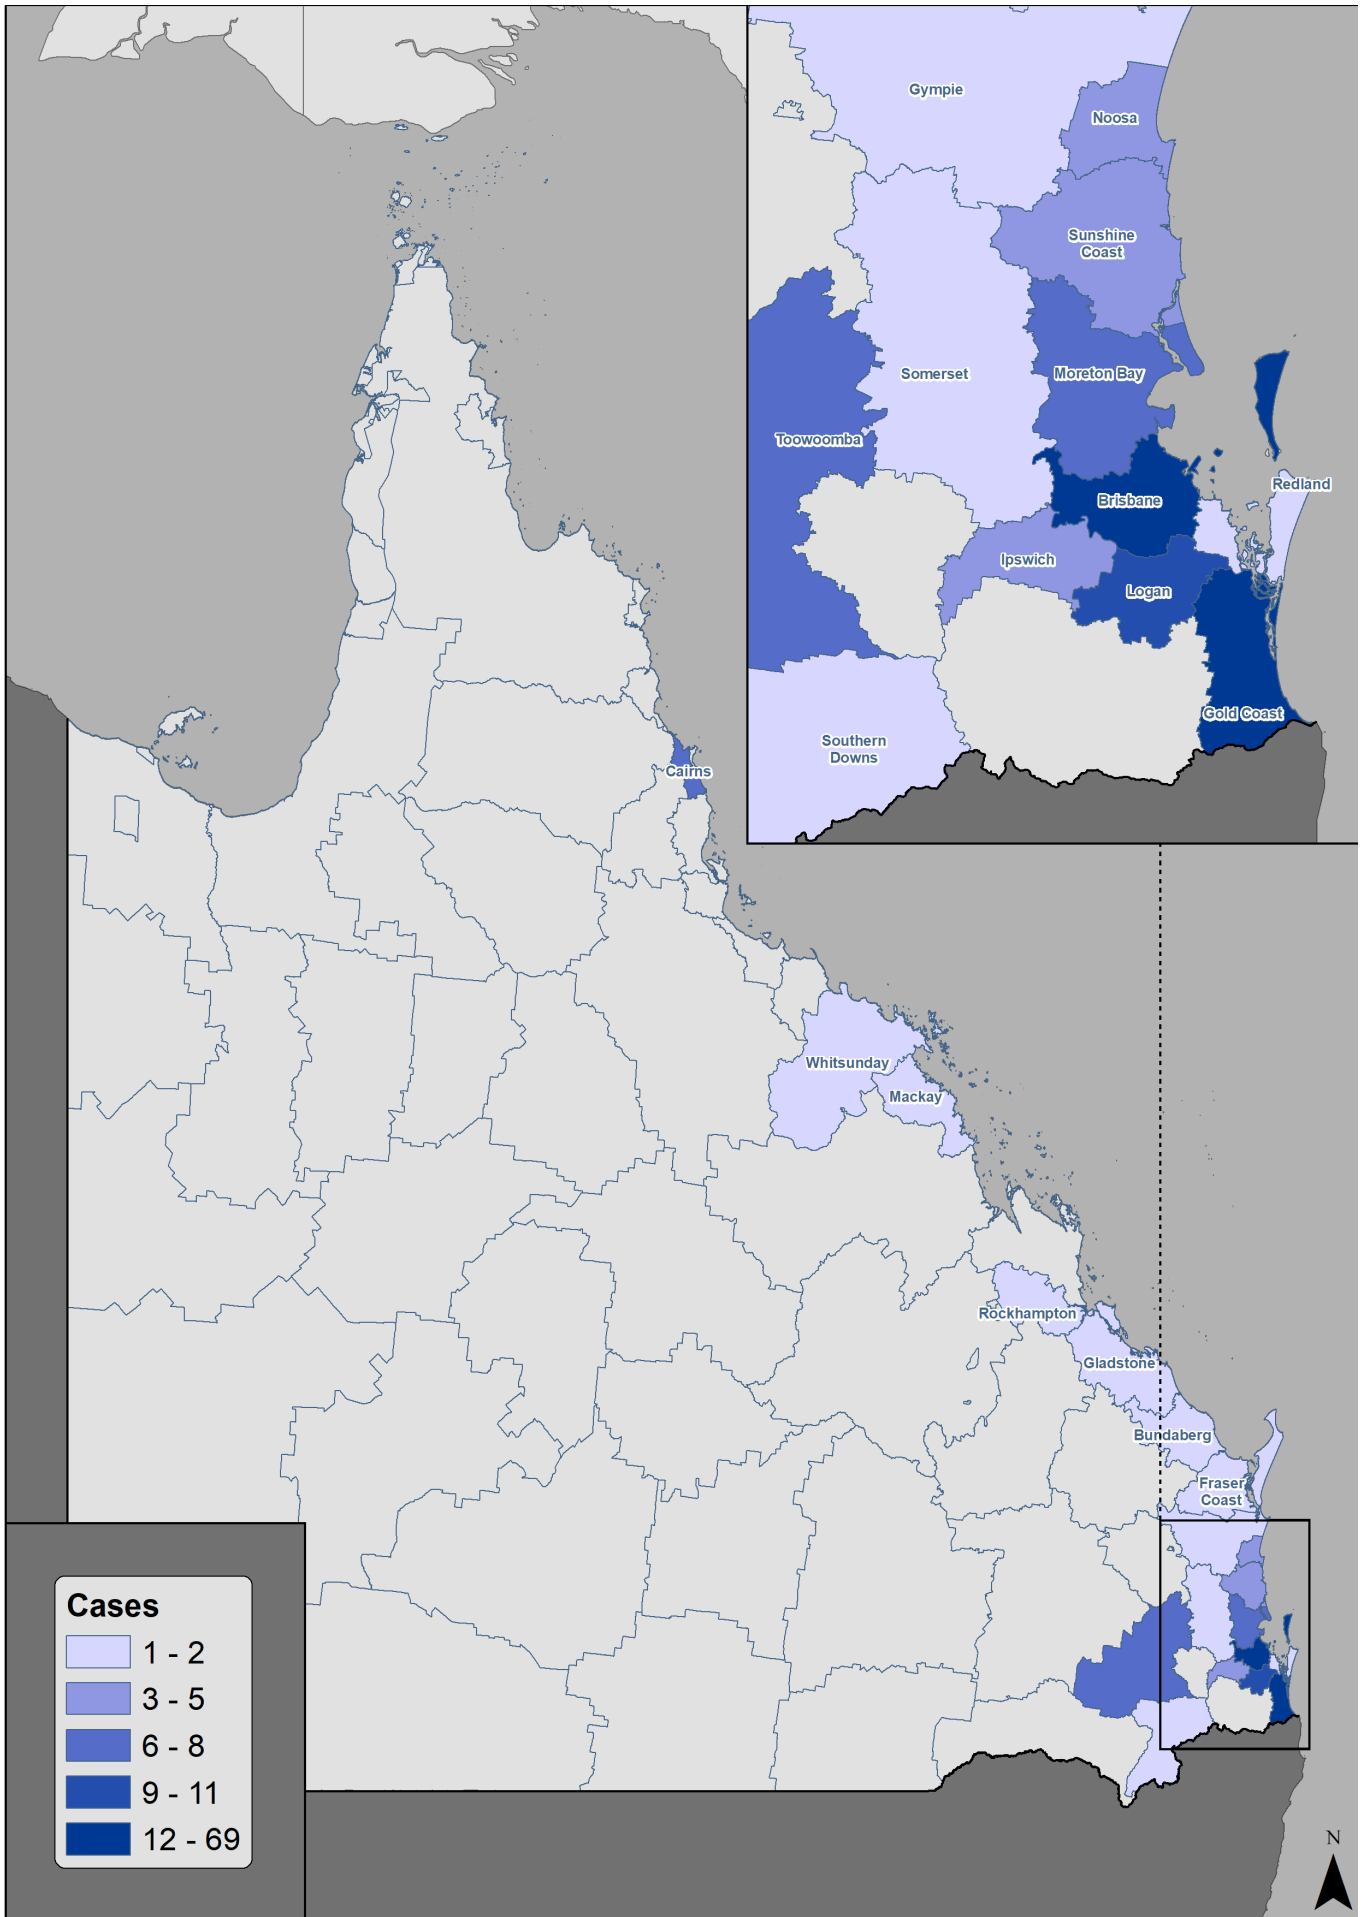 Gympie
Noosa
Sunshine
Coast
Somerset
Moreton Bay
Toowoomba
Redland
Brisbane
Ipswich
Logan
Gold Coast
Southern
Downs
Cairns
Whitsunday
Mackay
Rockhampton
Gladstone
Bundaberg
Fraser
Coast
Cases
1 - 2
3 - 5
6 - 8
9 - 11
12 - 69
N